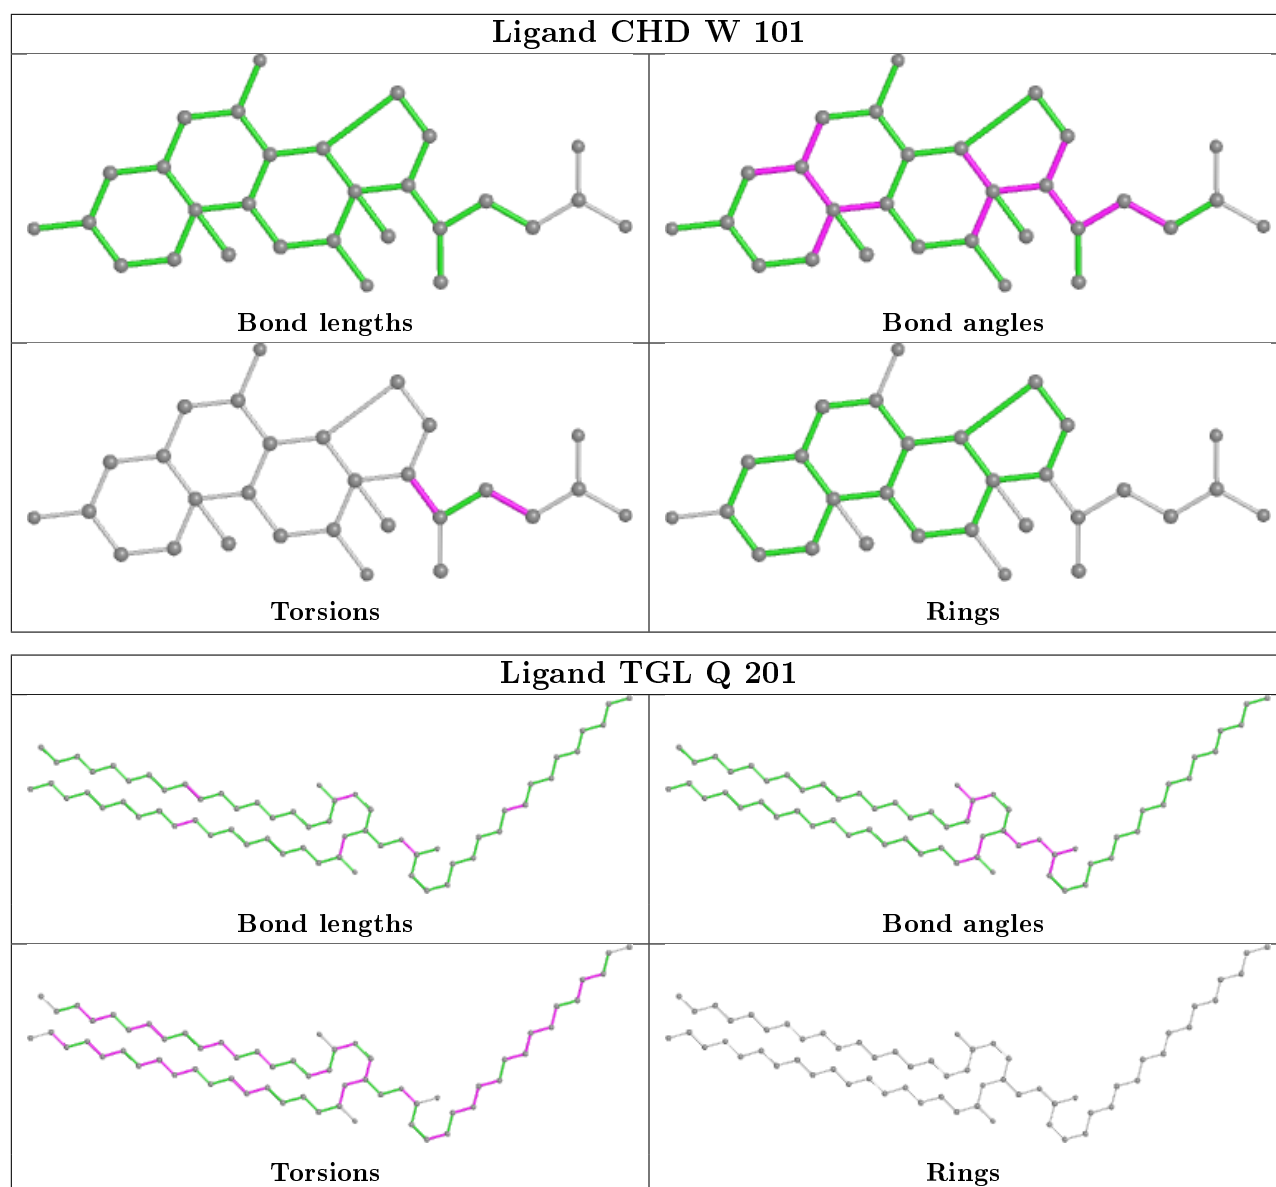 Ligand CHD W 101
Bond lengths
Bond angles
Torsions
Rings
Ligand TGL Q 201
Bond lengths
Bond angles
Torsions
Rings